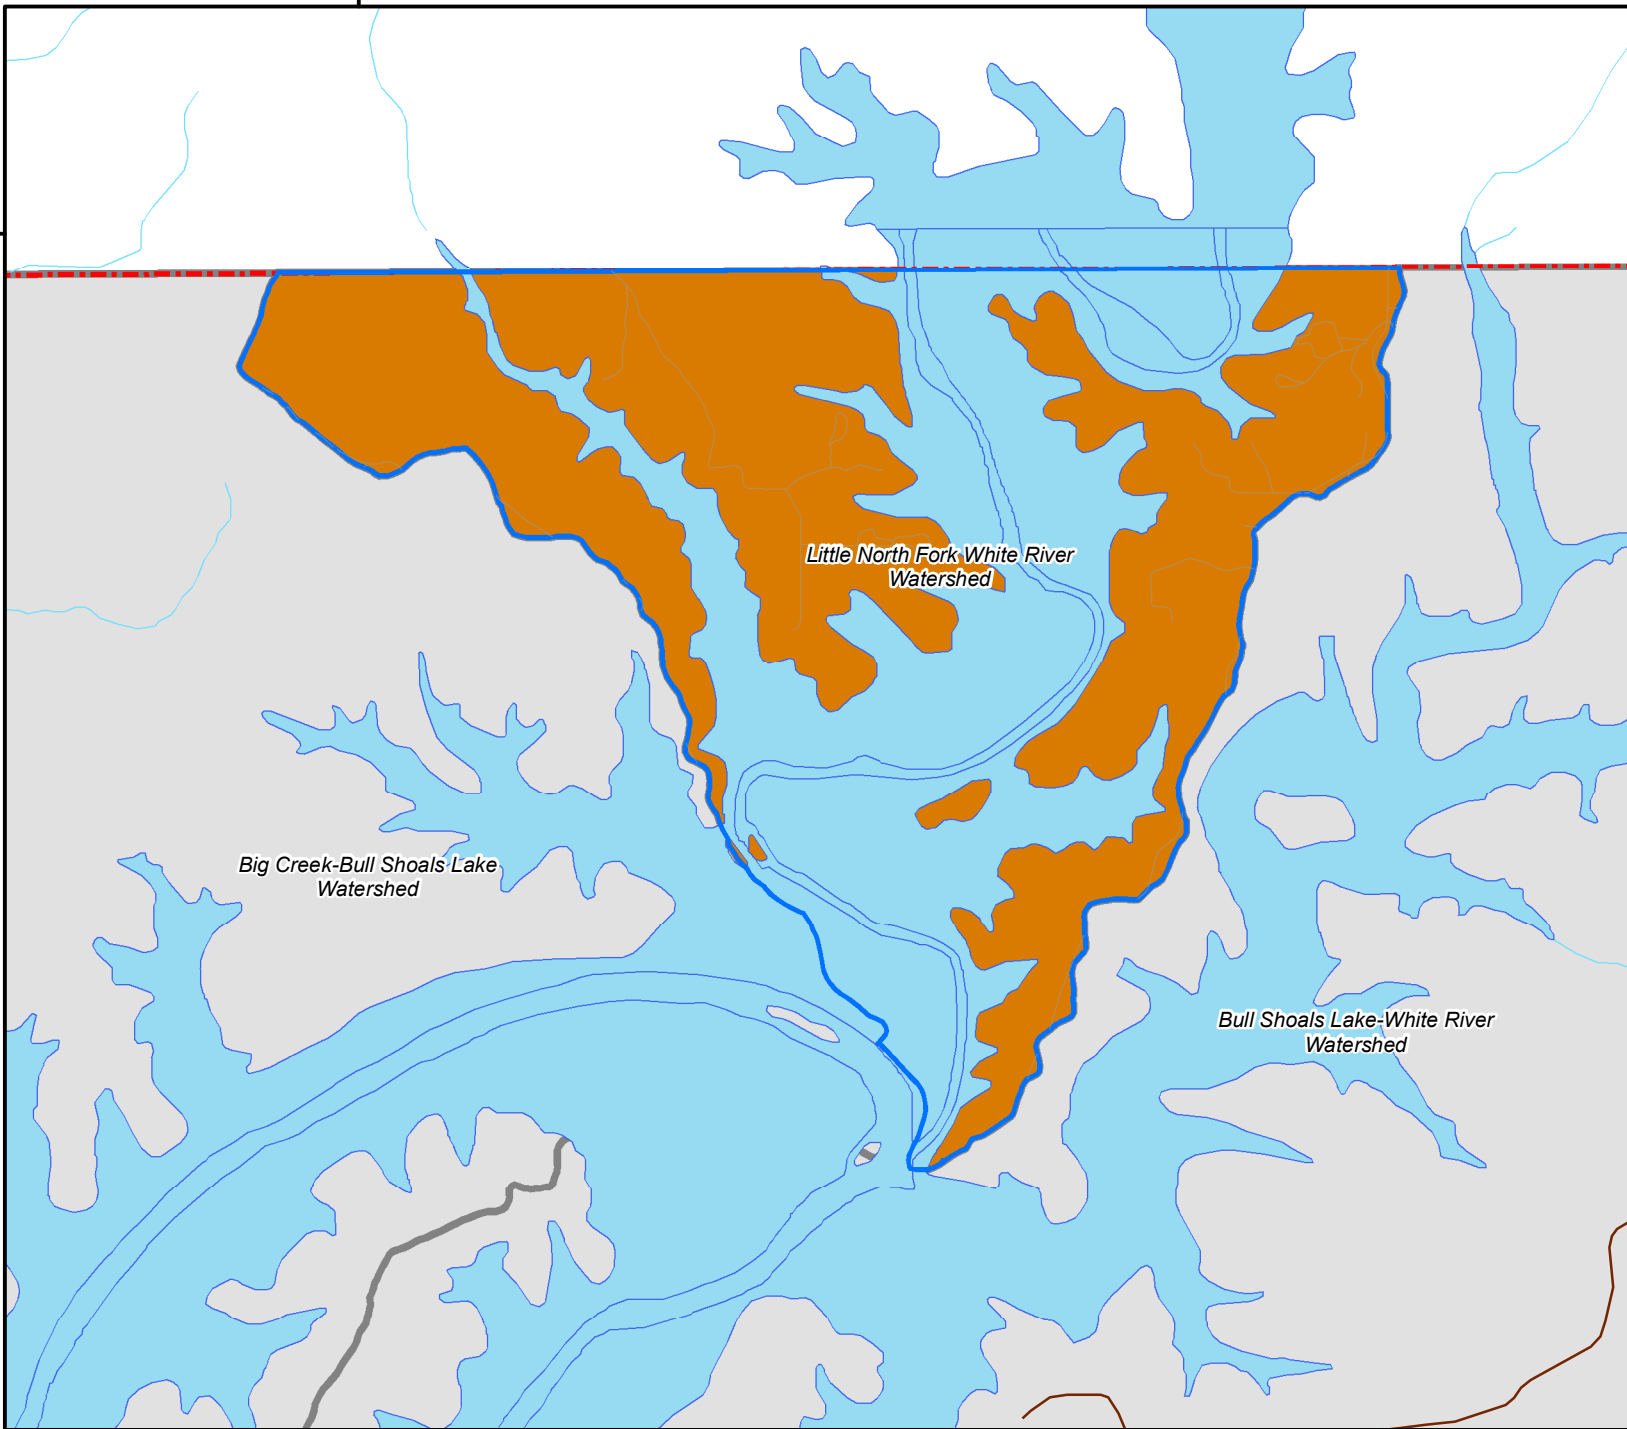 Little North Fork White River
Watershed
Big Creek-Bull Shoals Lake
Watershed
Bull Shoals Lake-White River
Watershed